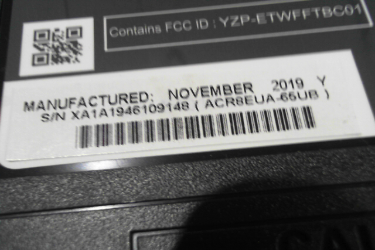 Contains FCC ID : YZP-ETWFFTBC01
MANUFACTURED: NOVEMBER 2019 Y
S/N XA1A1946109148 ( ACR8EUA-65UB )